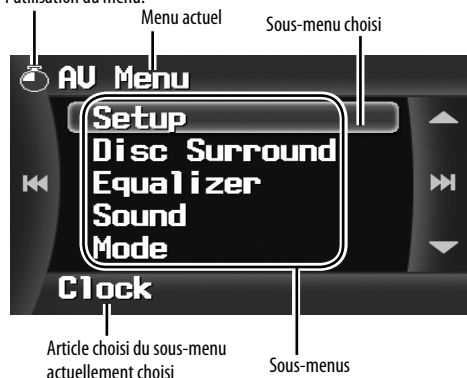 l'utilisation du menu.
Menu actuel
Sous-menu choisi
AV Menu
Setup
Disc Surround
Equalizer
Sound
Mode
Clock
Article choisi du sous-menu
actuellement choisi
Sous-menus